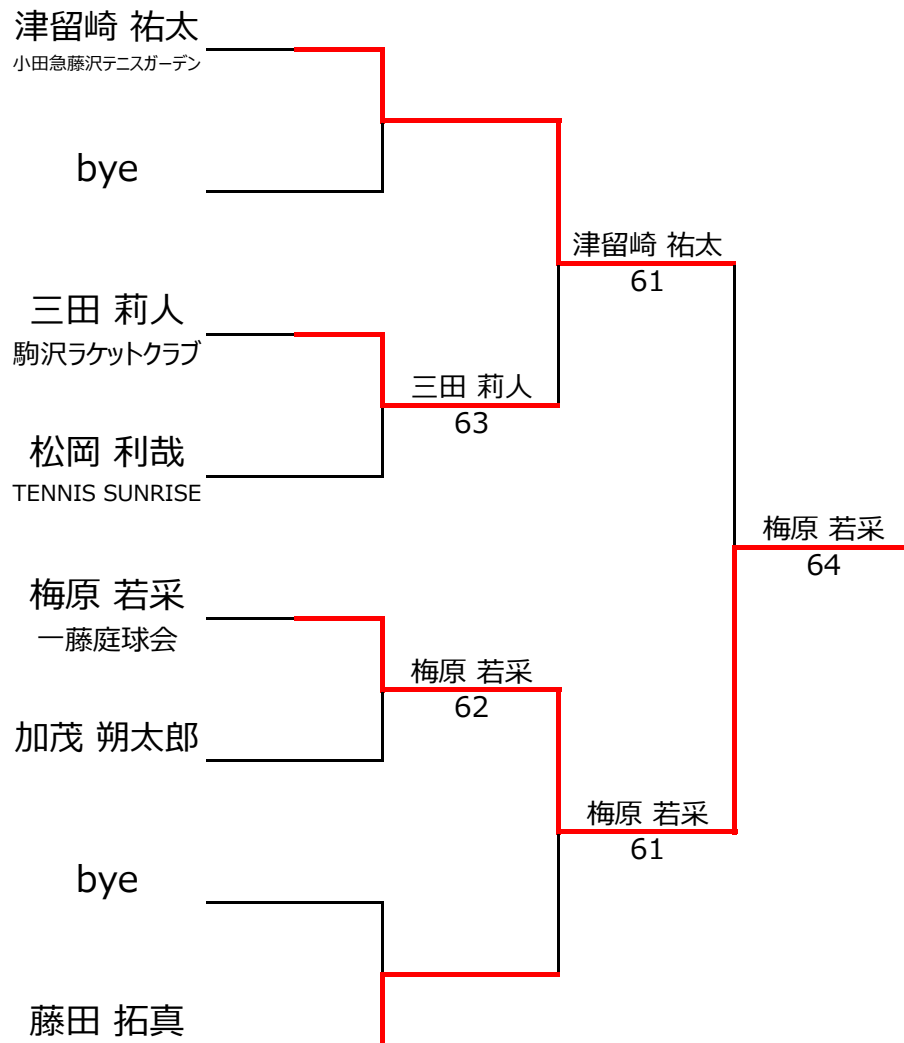 津留崎 祐太
小田急藤沢テニスガーデン
bye
津留崎 祐太
61
三田 莉人
駒沢ラケットクラブ
三田 莉人
63
松岡 利哉
TENNIS SUNRISE
梅原 若采
64
梅原 若采
一藤庭球会
梅原 若采
62
加茂 朔太郎
梅原 若采
61
bye
藤田 拓真